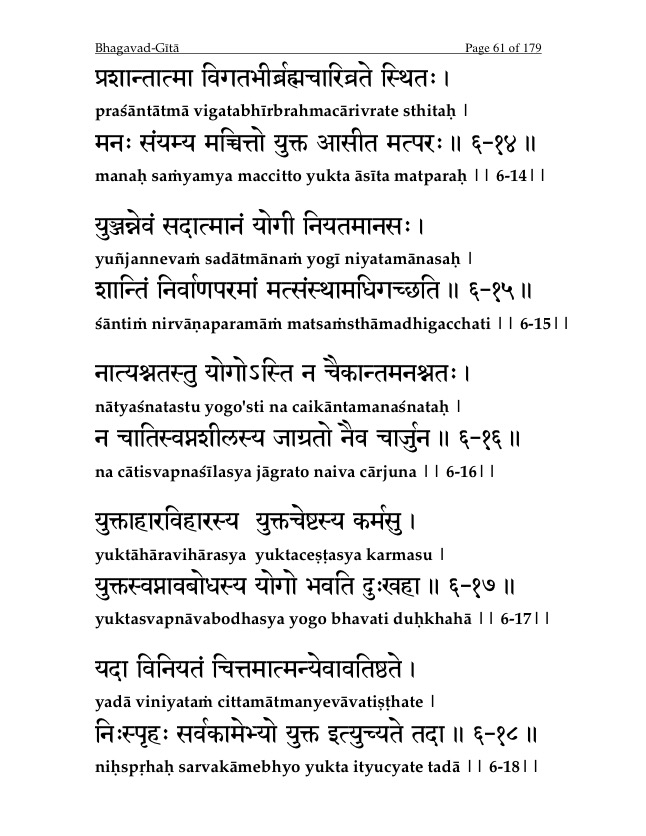 Bhagavad-Gītā Page 61 of 179
प्रशान्तात्मा विगतभीर्ब्रह्मचारिव्रते स्थितः ।
praśāntātmā vigatabhīrbrahmacārivrate sthitaḥ |
मनः संयम्य मच्चित्तो युक्त आसीत मत्परः ॥ ६-१४ ॥
manaḥ saṁyamya maccitto yukta āsīta matparaḥ || 6-14||
युञ्जन्नेवं सदात्मानं योगी नियतमानसः ।
yuñjannevaṁ sadātmānaṁ yogī niyatamānasaḥ |
शान्तिं निर्वाणपरमां मत्संस्थामधिगच्छति ॥ ६-१५ ॥
śāntiṁ nirvāṇaparamāṁ matsaṁsthāmadhigacchati || 6-15||
नात्यश्नतस्तु योगोऽस्ति न चैकान्तमनश्नतः ।
nātyaśnatastu yogo'sti na caikāntamanaśnataḥ |
न चातिस्वप्नशीलस्य जाग्रतो नैव चार्जुन ॥ ६-१६ ॥
na cātisvapnaśīlasya jāgrato naiva cārjuna || 6-16||
युक्ताहारविहारस्य युक्तचेष्टस्य कर्मसु ।
yuktāhāravihārasya yuktaceṣṭasya karmasu |
युक्तस्वप्नावबोधस्य योगो भवति दुःखहा ॥ ६-१७ ॥
yuktasvapnāvabodhasya yogo bhavati duḥkhahā || 6-17||
यदा विनियतं चित्तमात्मन्येवावतिष्ठते ।
yadā viniyataṁ cittamātmanyevāvatiṣṭhate |
निःस्पृहः सर्वकामेभ्यो युक्त इत्युच्यते तदा ॥ ६-१८ ॥
niḥspṛhaḥ sarvakāmebhyo yukta ityucyate tadā || 6-18||